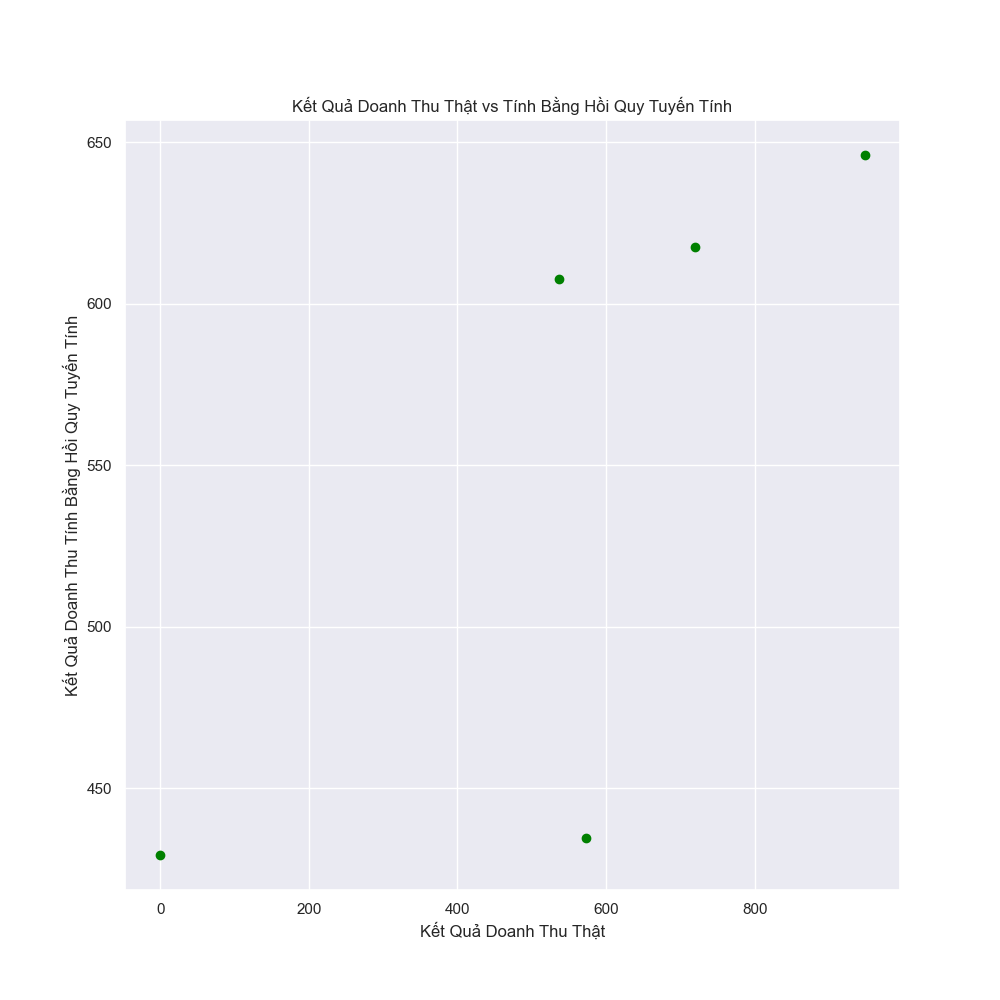 Kết Quả Doanh Thu Thật vs Tính Bằng Hồi Quy Tuyến Tính
Kết Quả Doanh Thu Tính Bằng Hồi Quy Tuyến Tính
650
600
550
500
450
0 200 400 600 800
Kết Quả Doanh Thu Thật